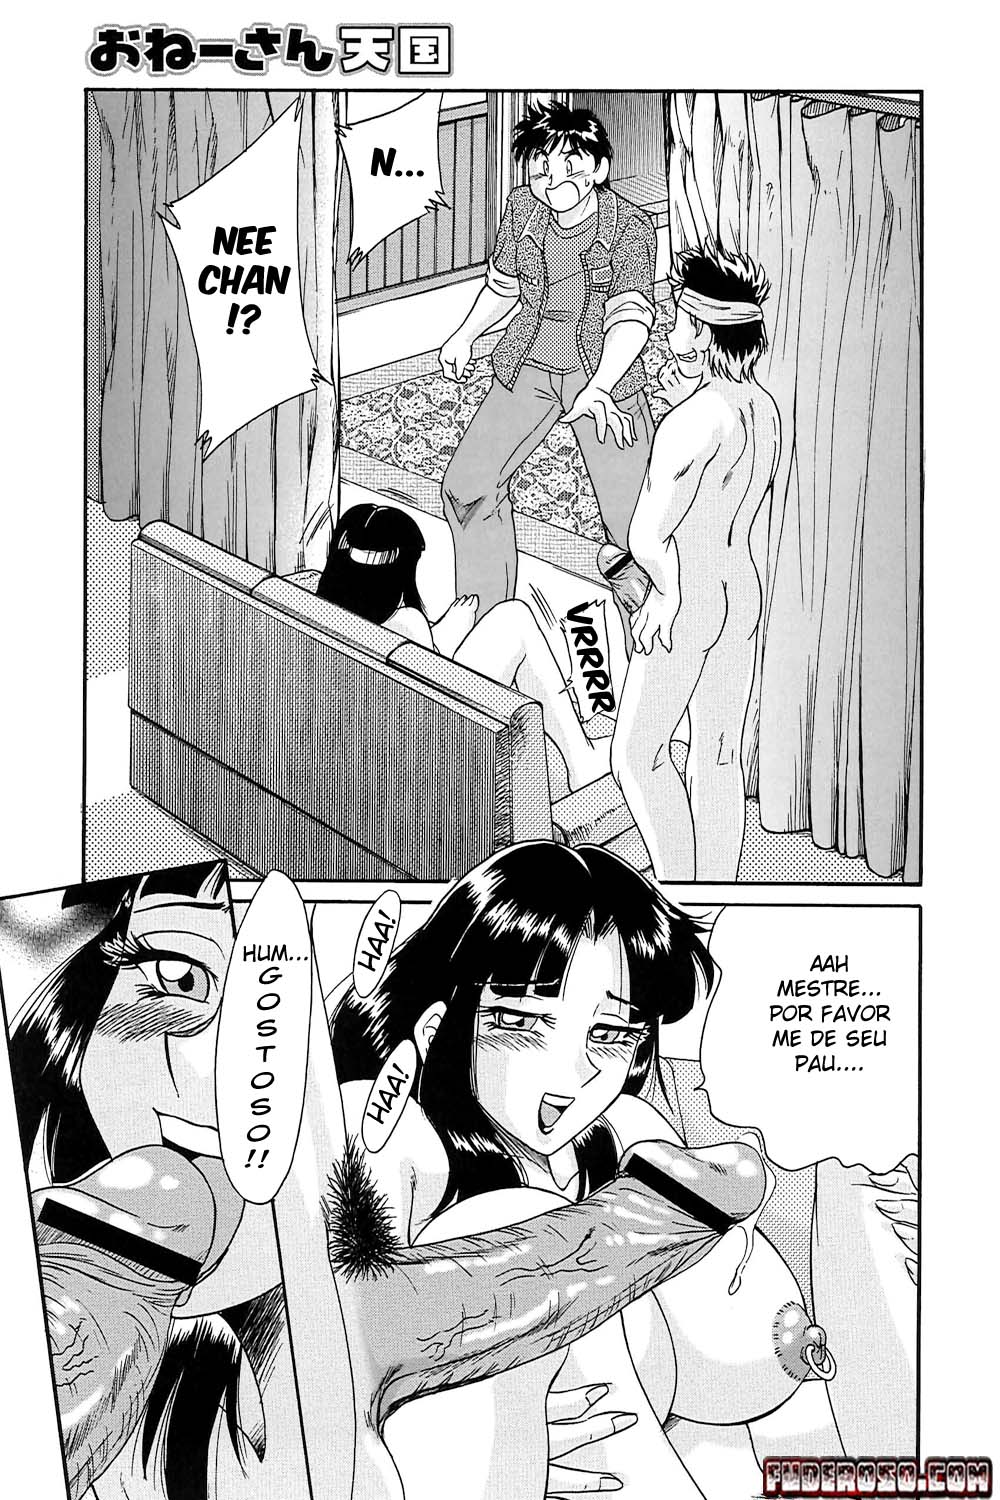 おねーさん天国
N...
NEE
CHAN
!?
VRRRR
AAH
MESTRE...
POR FAVOR
ME DE SEU
PAU....
HAA!
HAA!
HUM...
GOSTOSO!!
FUDEROSO.COM